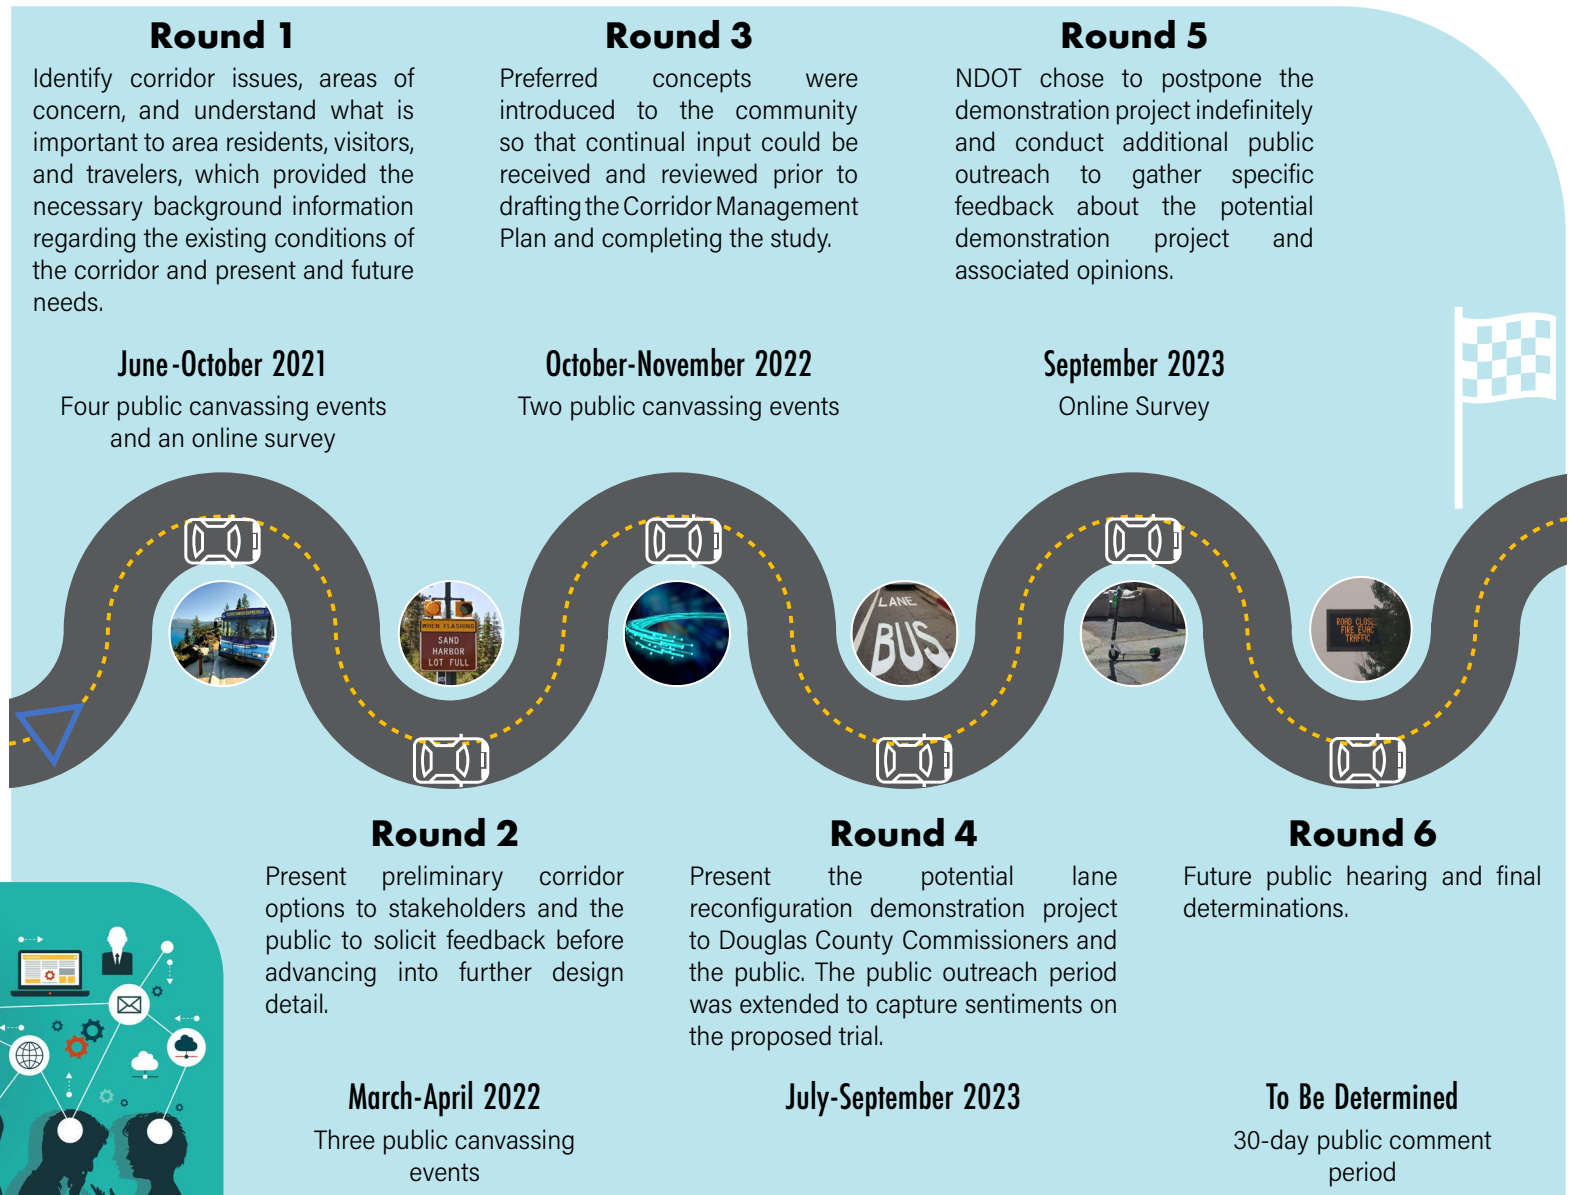 Round 1
Identify corridor issues, areas of
concern, and understand what is
important to area residents, visitors,
and travelers, which provided the
necessary background information
regarding the existing conditions of
the corridor and present and future
needs.
June-October 2021
Four public canvassing events
and an online survey
Round 3
Preferred concepts were
introduced to the community
so that continual input could be
received and reviewed prior to
drafting the Corridor Management
Plan and completing the study.
October-November 2022
Two public canvassing events
Round 5
NDOT chose to postpone the
demonstration project indefinitely
and conduct additional public
outreach to gather specific
feedback about the potential
demonstration project and
associated opinions.
September 2023
Online Survey
WHEN FLASHING
SAND
HARBOR
LOT FULL
LANE
BUS
ROAD CLOSE
FIRE EVAC
TRAFFIC
Round 2
Present preliminary corridor
options to stakeholders and the
public to solicit feedback before
advancing into further design
detail.
March-April 2022
Three public canvassing
events
Round 4
Present the potential lane
reconfiguration demonstration project
to Douglas County Commissioners and
the public. The public outreach period
was extended to capture sentiments on
the proposed trial.
July-September 2023
Round 6
Future public hearing and final
determinations.
To Be Determined
30-day public comment
period